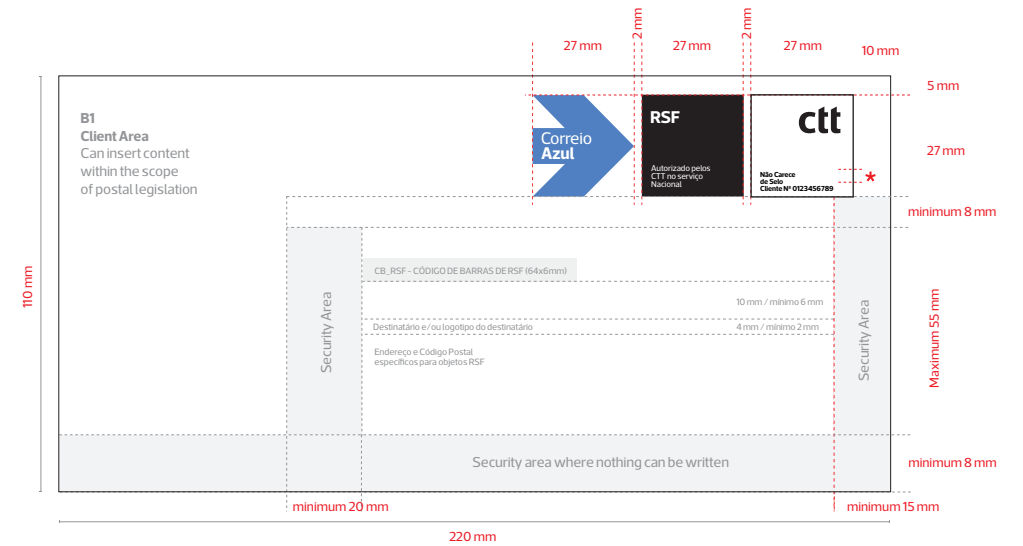 2 mm
2 mm
27 mm
27 mm
27 mm
10 mm
5 mm
B1
Client Area
Can insert content
within the scope
of postal legislation
Correio
Azul
RSF
Autorizado pelos
CTT no serviço
Nacional
ctt
Não Carece
de Selo
Cliente Nº 0123456789
*
27 mm
minimum 8 mm
110 mm
Security Area
CB_RSF - CÓDIGO DE BARRAS DE RSF (64x6mm)
10 mm / mínimo 6 mm
Destinatário e/ou logotipo do destinatário
4 mm / mínimo 2 mm
Endereço e Código Postal
específicos para objetos RSF
Security Area
Maximum 55 mm
Security area where nothing can be written
minimum 8 mm
minimum 20 mm
minimum 15 mm
220 mm